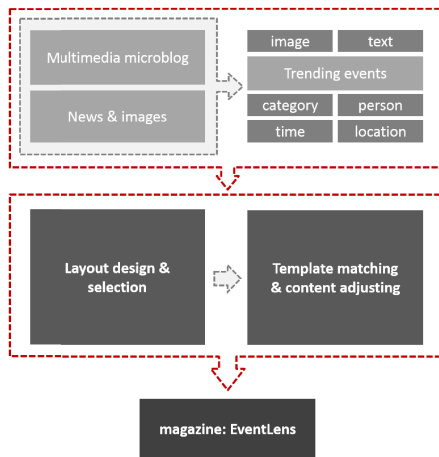 Multimedia microblog
News & images
image
text
Trending events
category
person
time
location
Layout design &
selection
Template matching
& content adjusting
magazine: EventLens